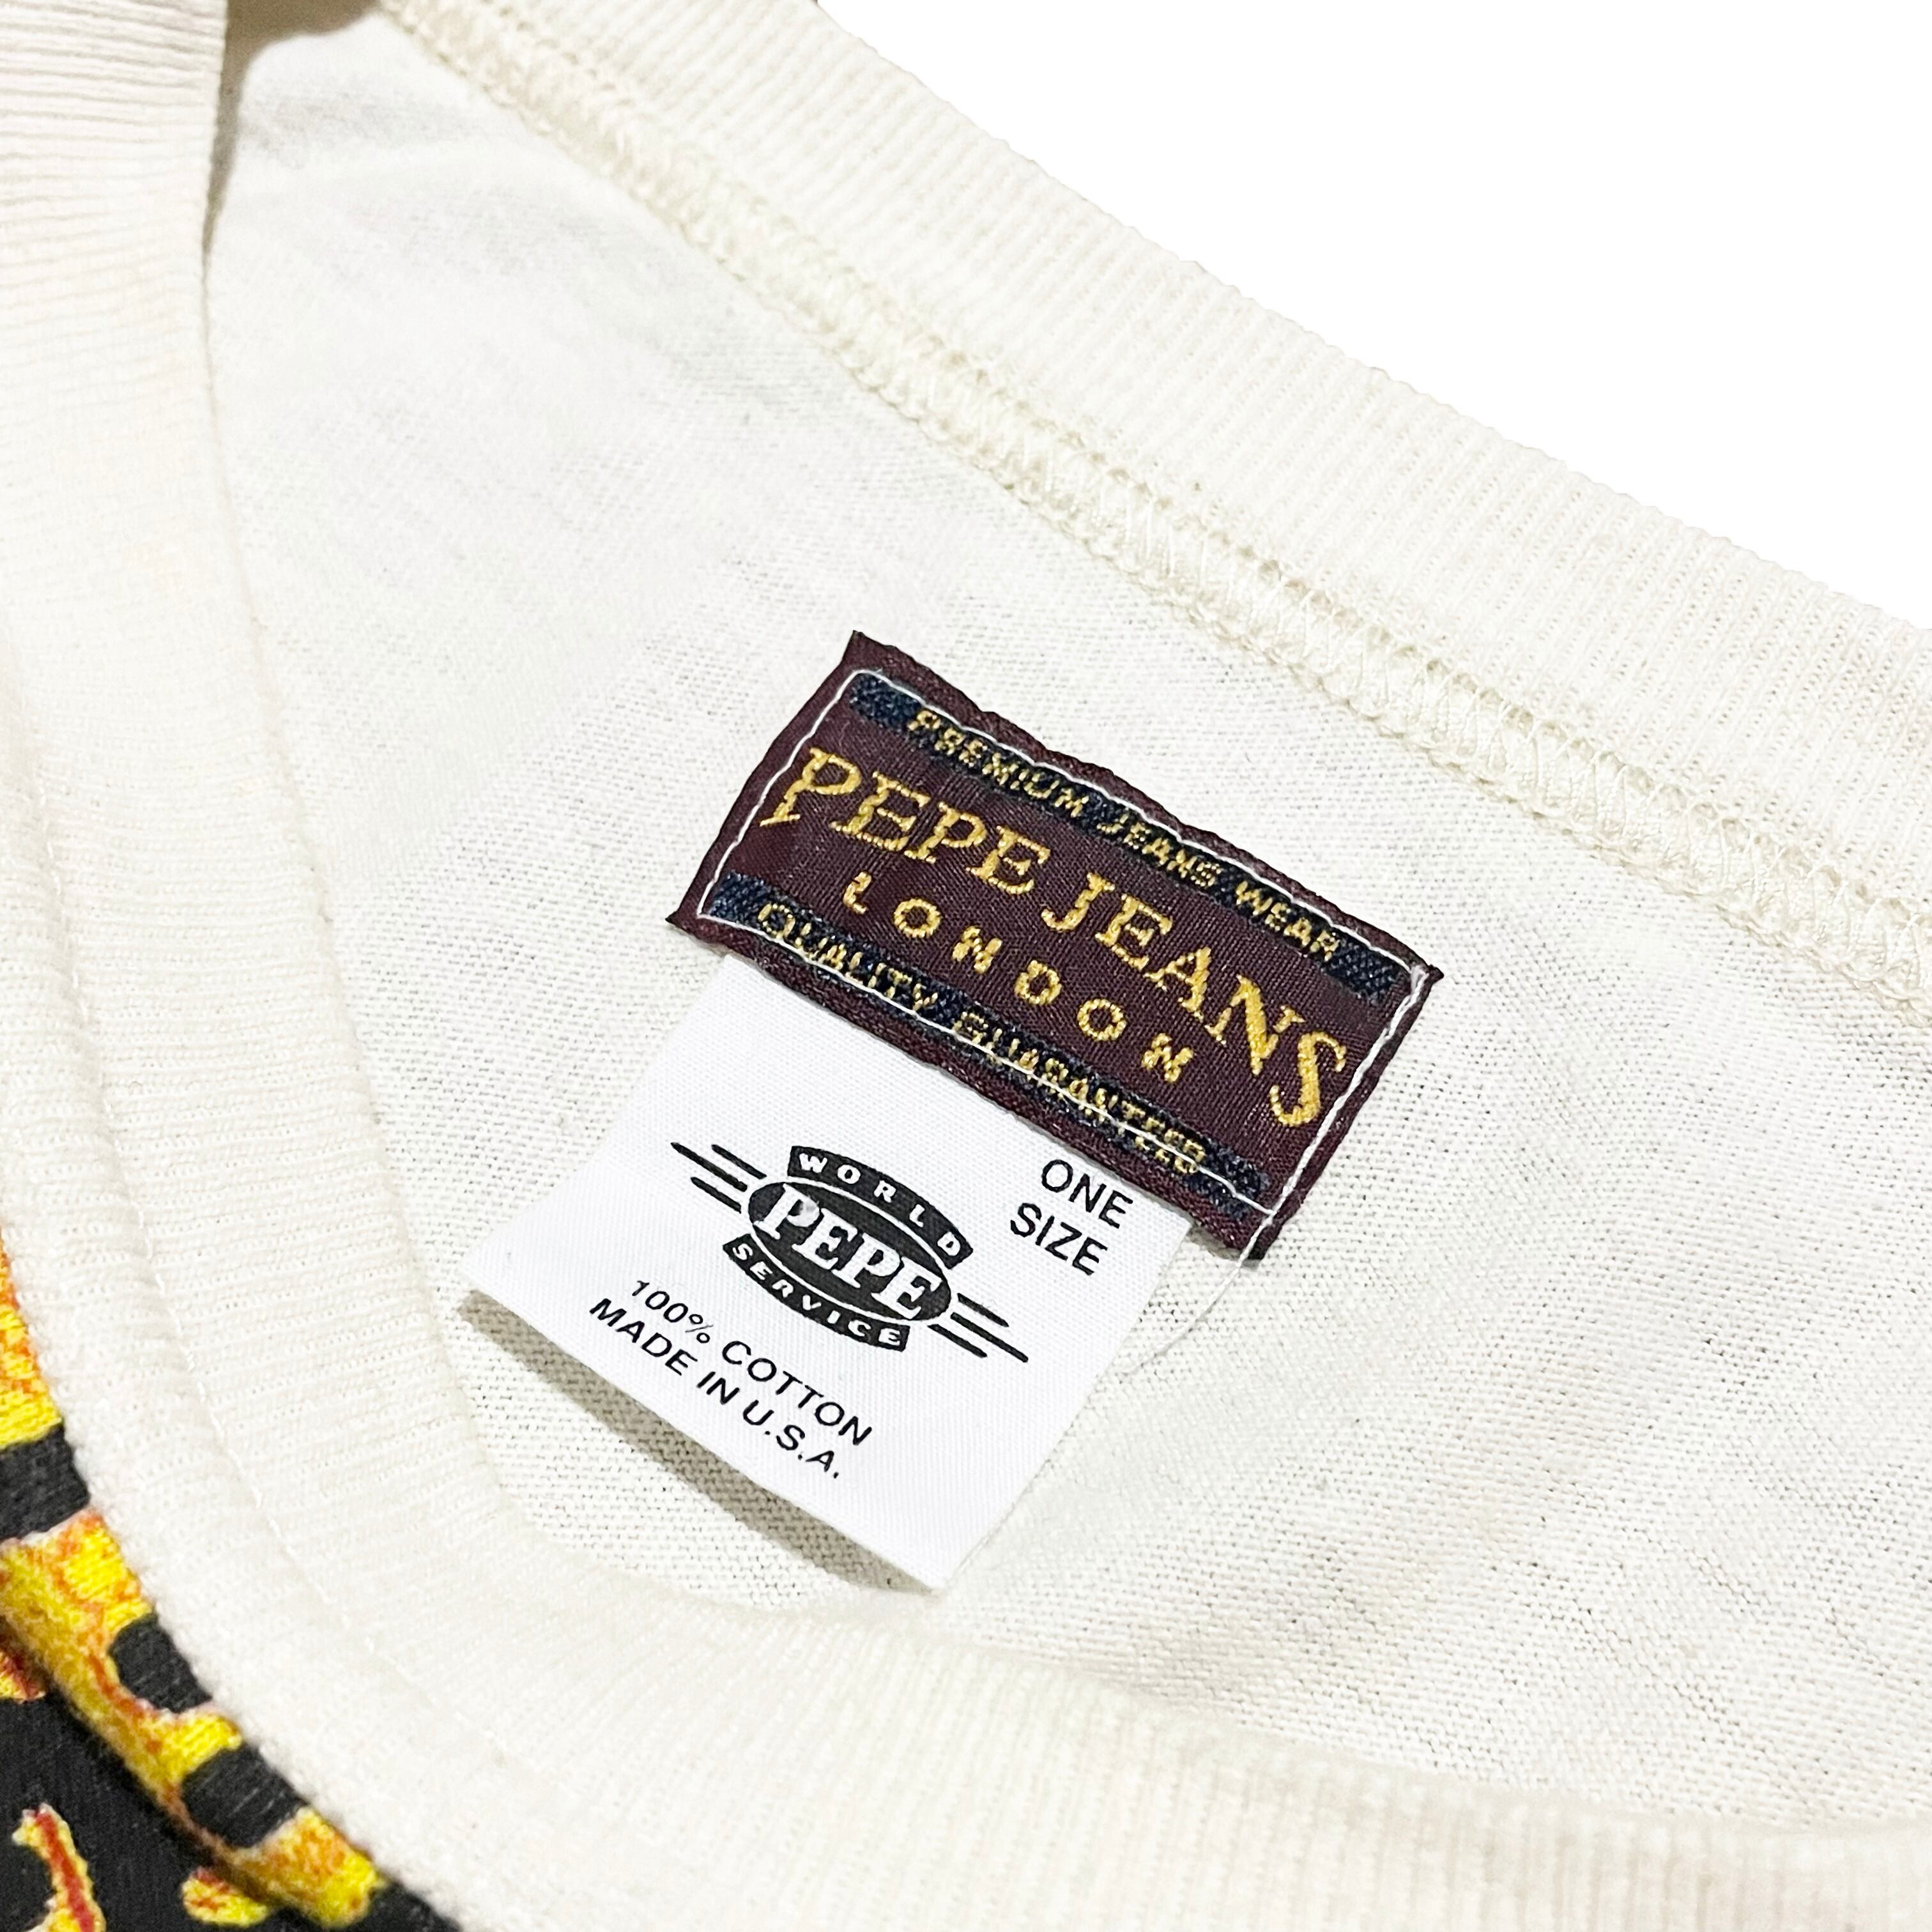 PREMIUM JEANS WEAR
PEPE JEANS
LONDON
QUALITY GUARANTEED
ONE
SIZE
WORLD
PEPE
SERVICE
100% COTTON
MADE IN U.S.A.